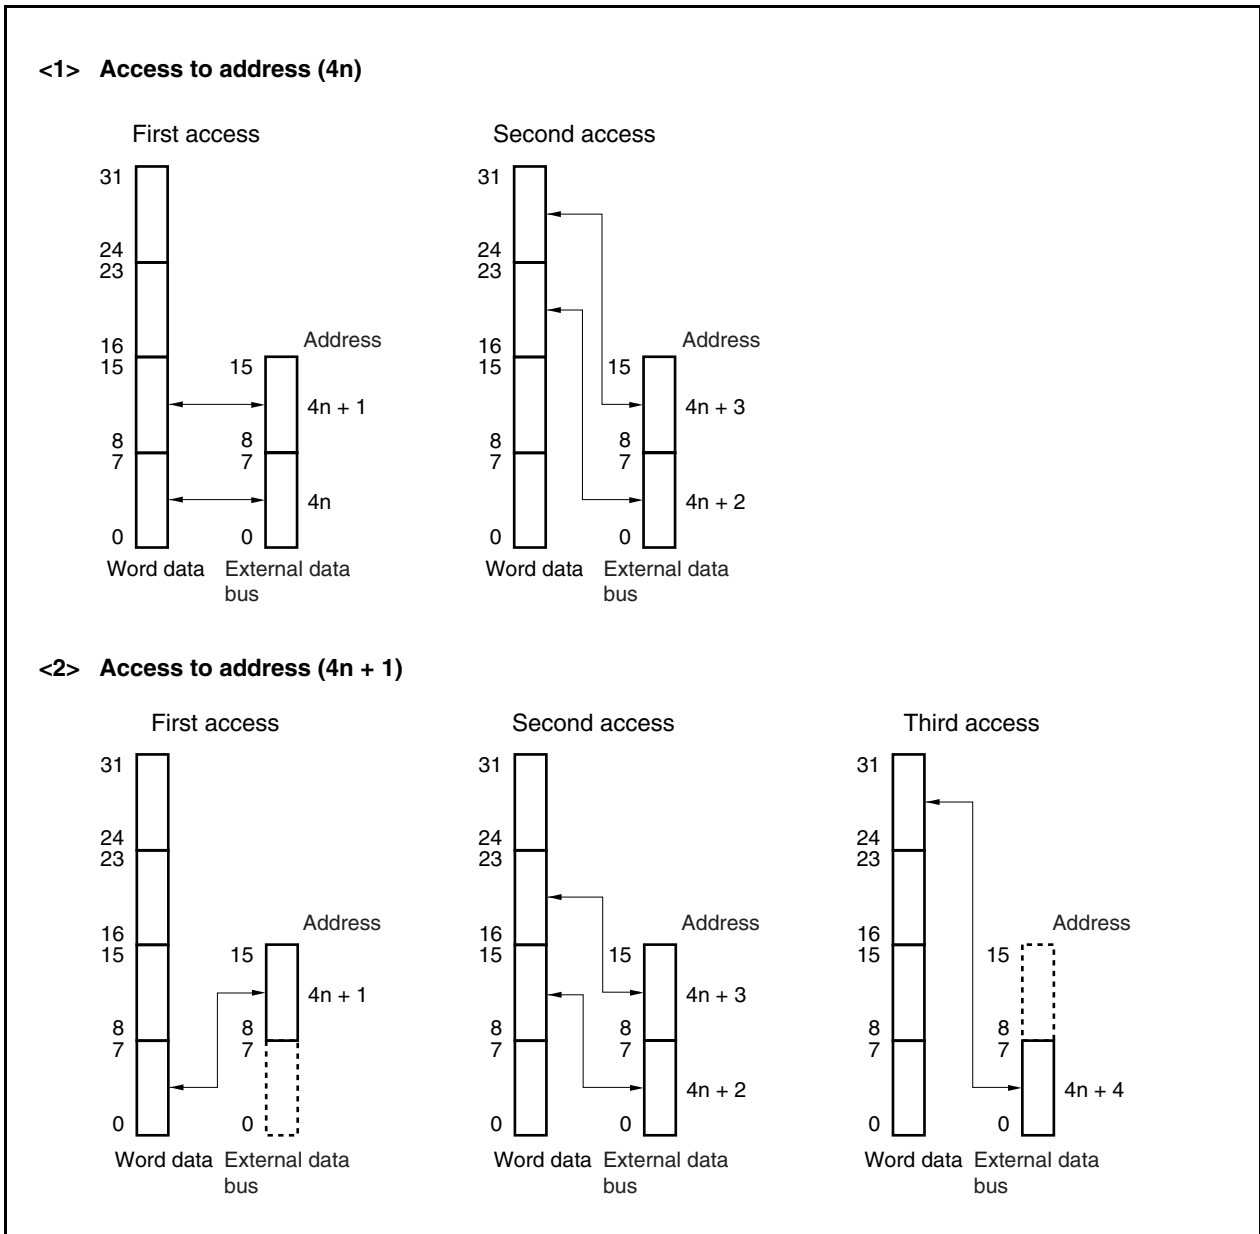 <1> Access to address (4n)
First access
31
24
23
16
15
8
7
0
Address
15
4n + 1
8
7
4n
0
Word data
External data
bus
Second access
31
24
23
16
15
8
7
0
Address
15
4n + 3
8
7
4n + 2
0
Word data
External data
bus
<2> Access to address (4n + 1)
First access
31
24
23
16
15
8
7
0
Address
15
4n + 1
8
7
0
Word data
External data
bus
Second access
31
24
23
16
15
8
7
0
Address
15
4n + 3
8
7
4n + 2
0
Word data
External data
bus
Third access
31
24
23
16
15
8
7
0
Address
15
8
7
4n + 4
0
Word data
External data
bus